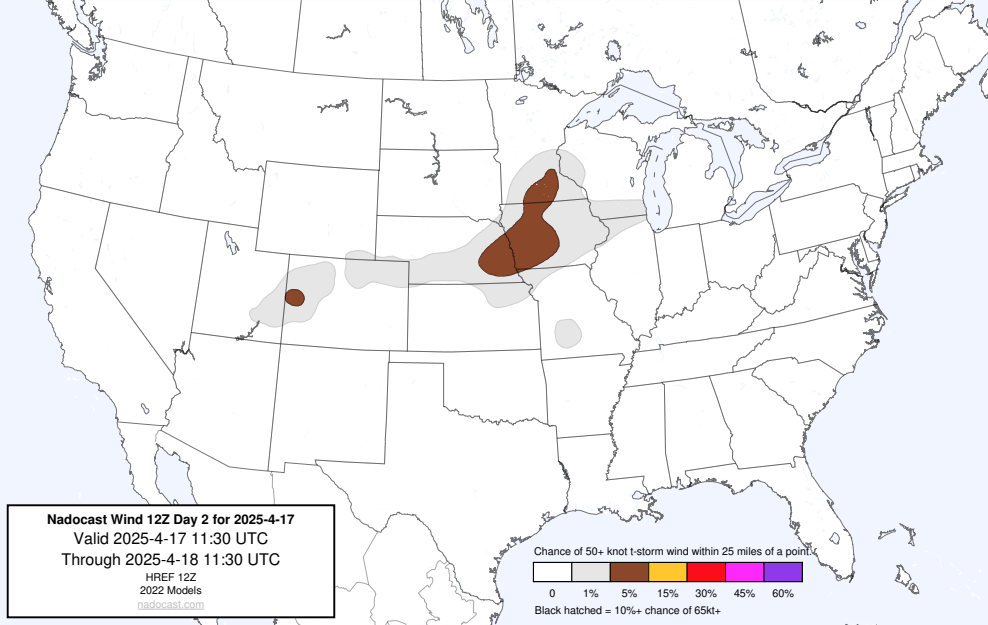 Nadocast Wind 12Z Day 2 for 2025-4-17
Valid 2025-4-17 11:30 UTC
Through 2025-4-18 11:30 UTC
HREF 12Z
2022 Models
nadocast.com
Chance of 50+ knot t-storm wind within 25 miles of a point.
0 1% 5% 15% 30% 45% 60%
Black hatched = 10%+ chance of 65kt+